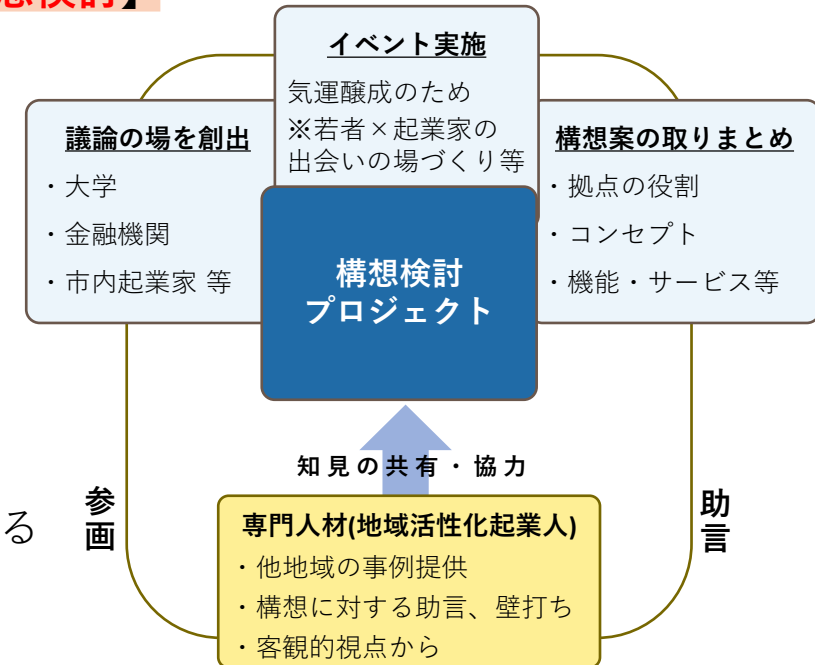 想検討】
イベント実施
気運醸成のため
※若者×起業家の
出会いの場づくり等
議論の場を創出
・大学
・金融機関
・市内起業家 等
構想案の取りまとめ
・拠点の役割
・コンセプト
・機能・サービス等
構想検討
プロジェクト
知見の共有・協力
参画
助言
る
専門人材(地域活性化起業人)
・他地域の事例提供
・構想に対する助言、壁打ち
・客観的視点から